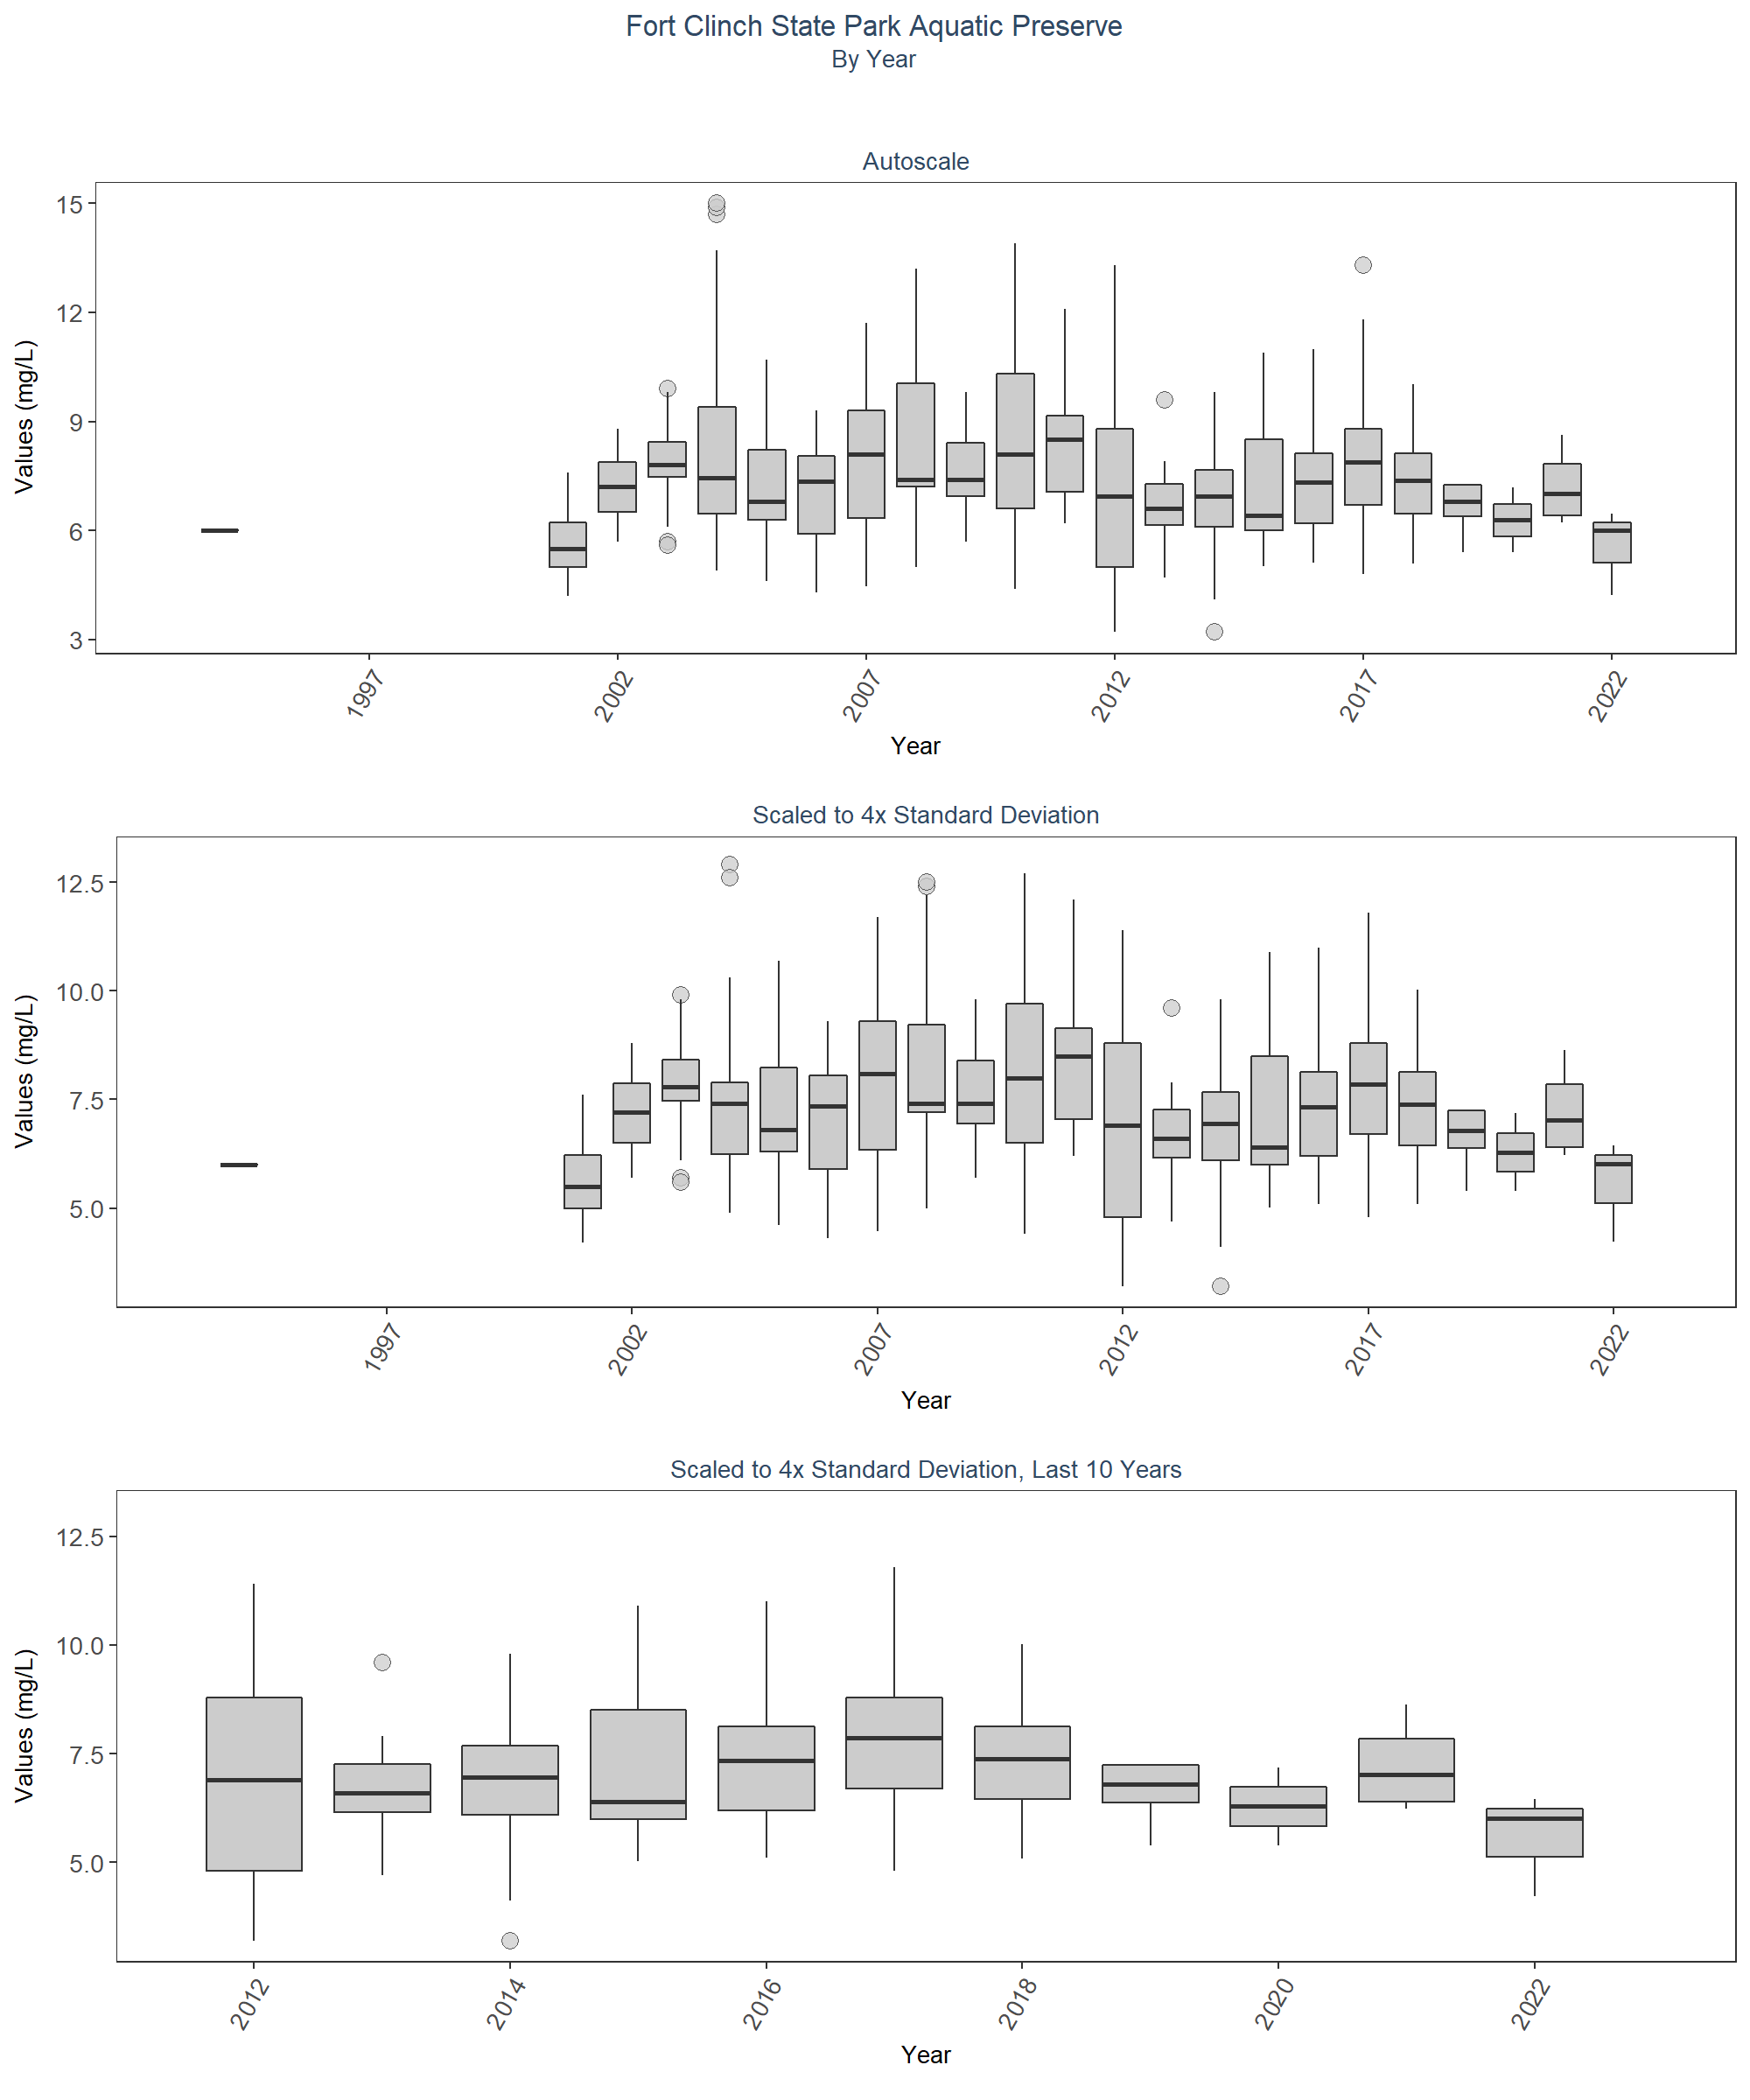 Fort Clinch State Park Aquatic Preserve
By Year
Autoscale
15
12
9
6
3
Values (mg/L)
1997
2002
2007
2012
2017
2022
Year
Scaled to 4x Standard Deviation
12.5
10.0
7.5
5.0
Values (mg/L)
1997
2002
2007
2012
2017
2022
Year
Scaled to 4x Standard Deviation, Last 10 Years
12.5
10.0
7.5
5.0
Values (mg/L)
2012
2014
2016
2018
2020
2022
Year